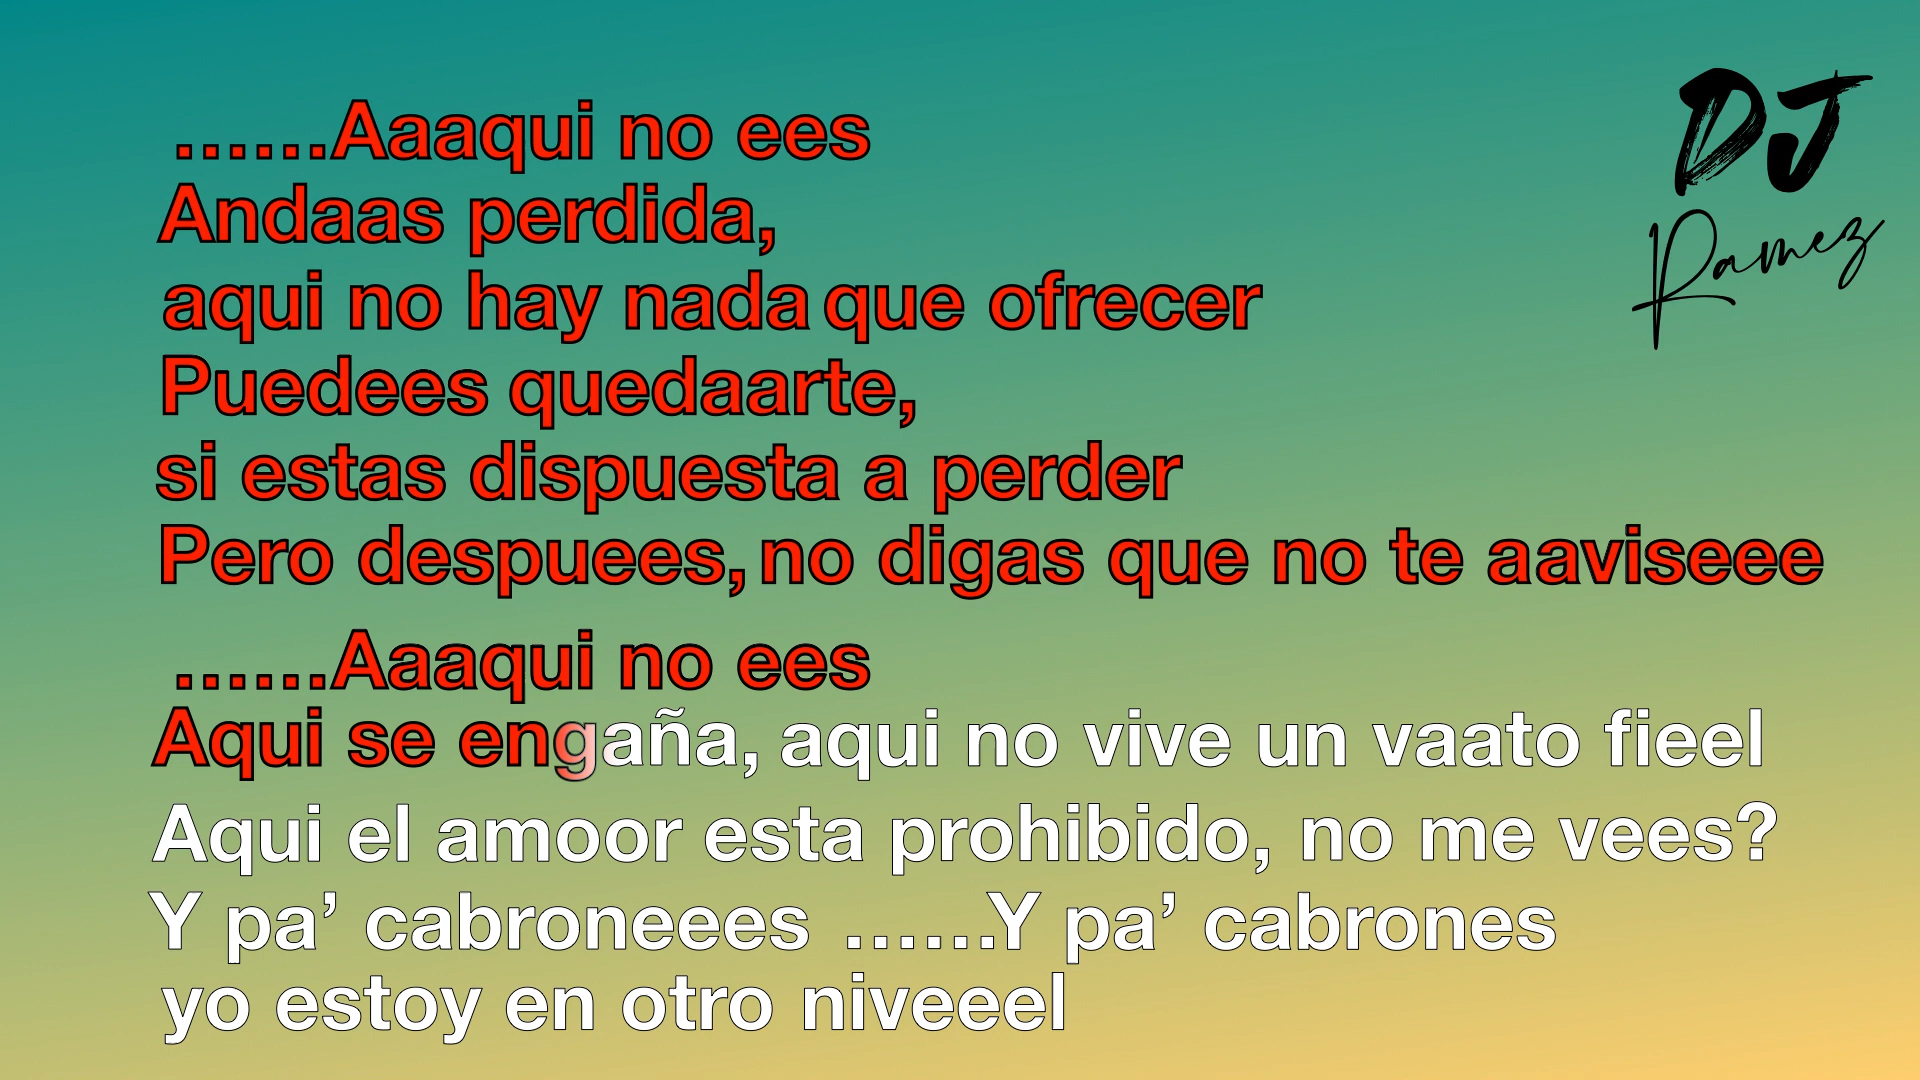 ......Aaaqui no ees
Andaas perdida,
aqui no hay nada que ofrecer
Puedees quedaarte,
si estas dispuesta a perder
Pero despuees, no digas que no te aaviseee
......Aaaqui no ees
Aqui se engaña, aqui no vive un vaato fieel
Aqui el amoor esta prohibido, no me vees?
Y pa’ cabroneees ......Y pa’ cabrones
yo estoy en otro niveeel
DJ
Ramez